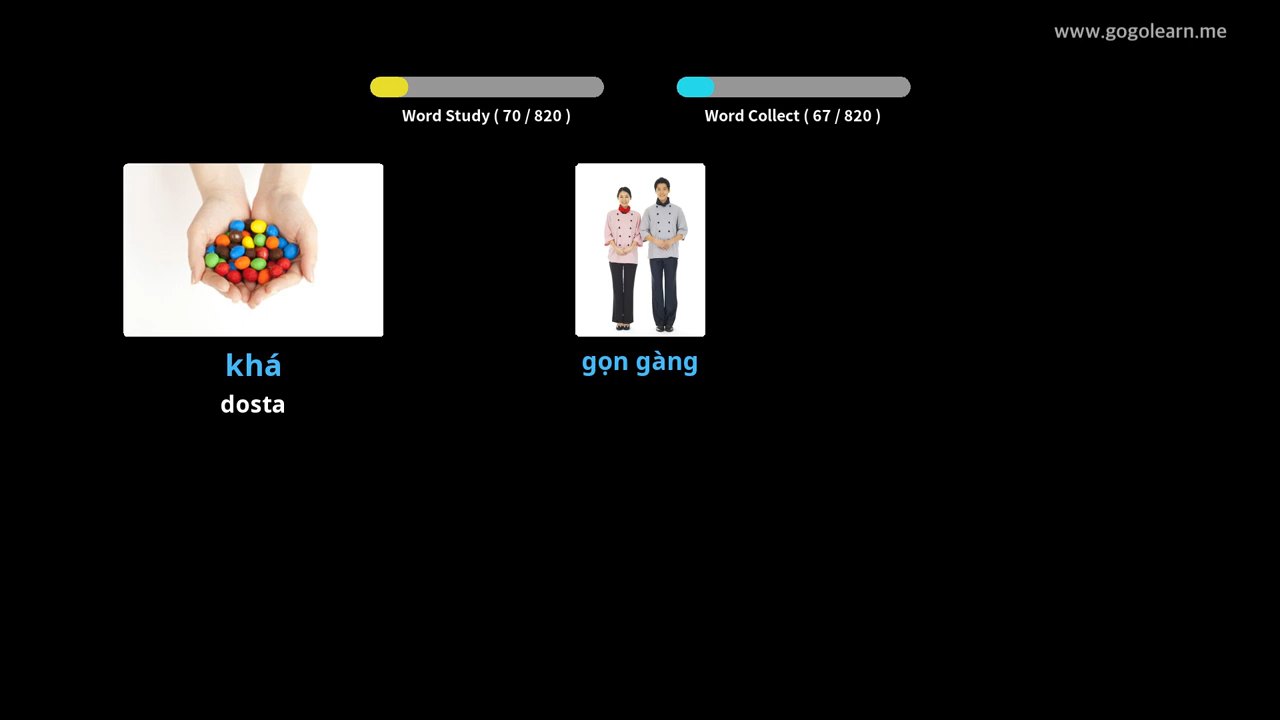 www.gogolearn.me
Word Study ( 70 / 820 )
Word Collect ( 67 / 820 )
khá
dosta
gọn gàng